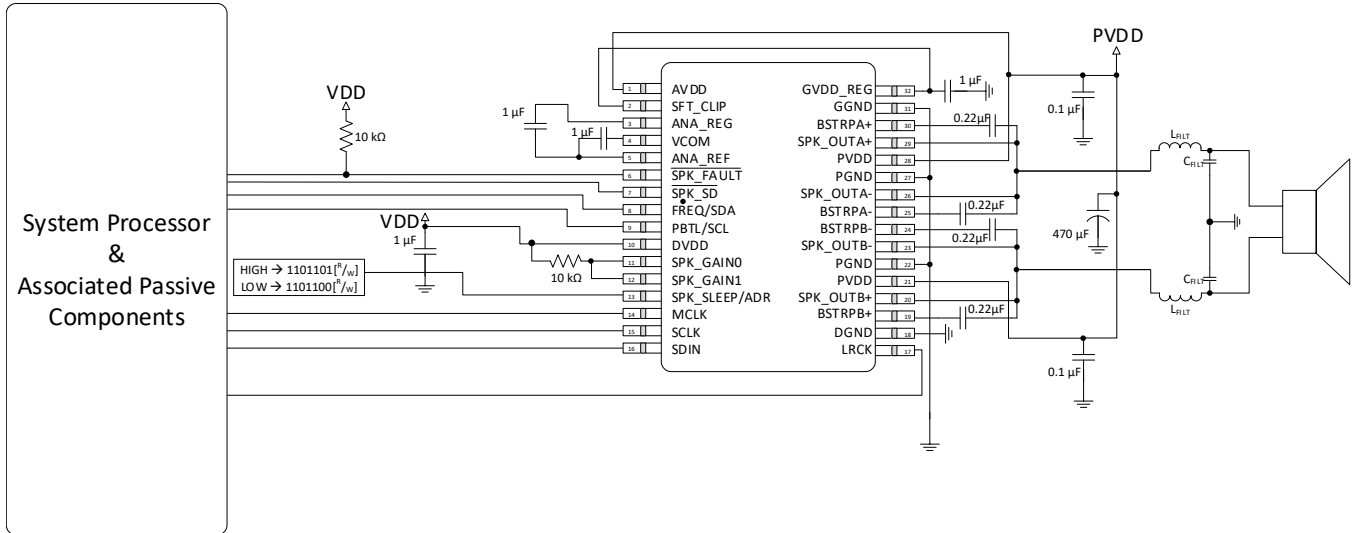 System Processor
&
Associated Passive
Components
VDD
10 kΩ
1 µF
1 µF
VDD
1 µF
10 kΩ
HIGH → 1101101[R/W]
LOW → 1101100[R/W]
1 AVDD
2 SFT_CLIP
3 ANA_REG
4 VCOM
5 ANA_REF
6 SPK_FAULT
7 SPK_SD
8 FREQ/SDA
9 PBTL/SCL
10 DVDD
11 SPK_GAIN0
12 SPK_GAIN1
13 SPK_SLEEP/ADR
14 MCLK
15 SCLK
16 SDIN
GVDD_REG 32
GGND 31
BSTRPA+ 30
SPK_OUTA+ 29
PVDD 28
PGND 27
SPK_OUTA- 26
BSTRPA- 25
BSTRPB- 24
SPK_OUTB- 23
PGND 22
PVDD 21
SPK_OUTB+ 20
BSTRPB+ 19
DGND 18
LRCK 17
1 µF
0.22µF
0.22µF
0.22µF
0.22µF
PVDD
0.1 µF
470 µF
0.1 µF
LFILT
CFILT
CFILT
LFILT